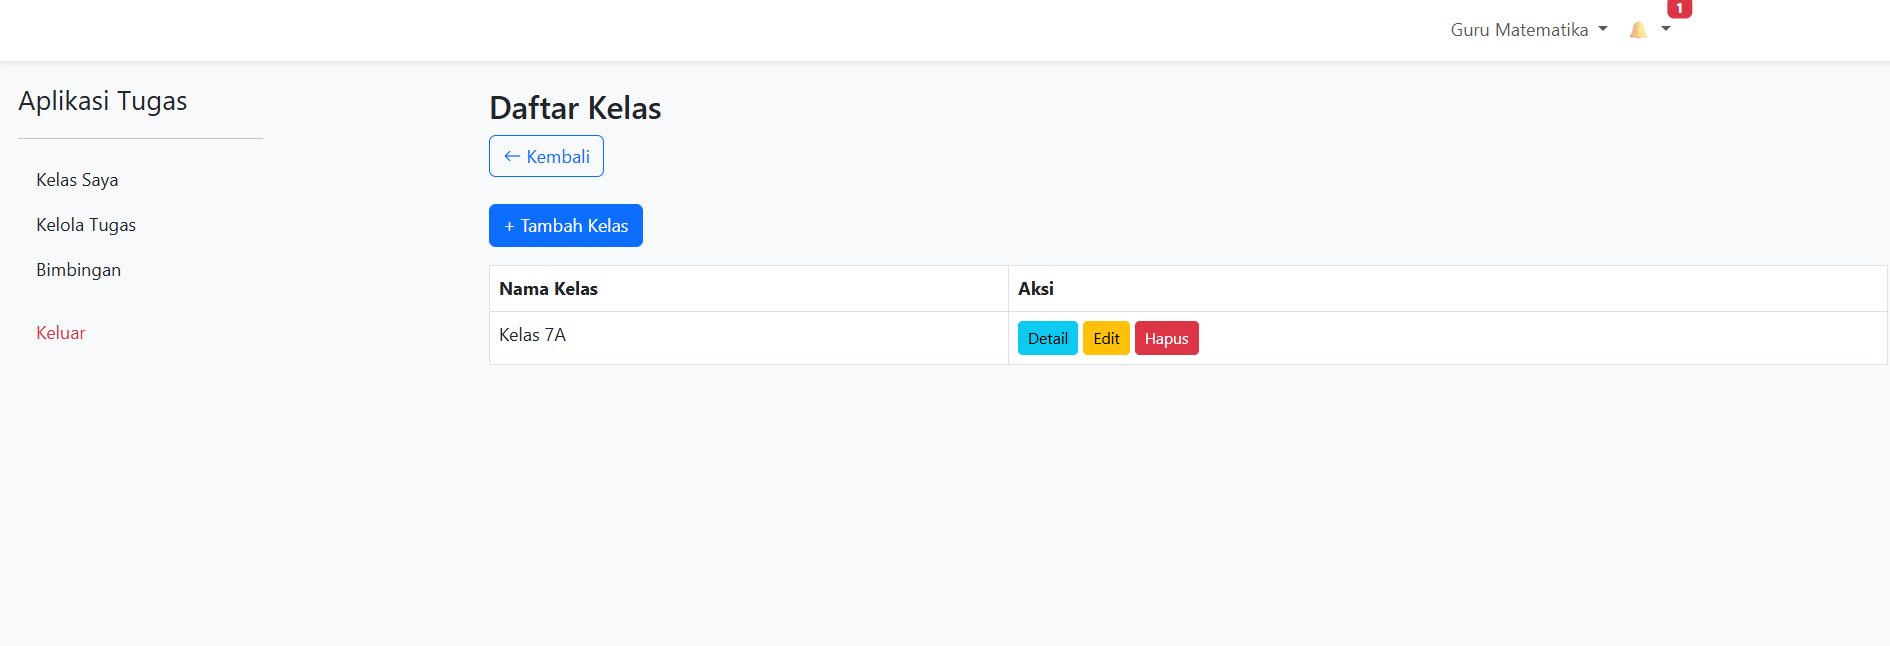 Guru Matematika
1
Aplikasi Tugas
Kelas Saya
Kelola Tugas
Bimbingan
Keluar
Daftar Kelas
← Kembali
+ Tambah Kelas
Nama Kelas Aksi
Kelas 7A Detail Edit Hapus